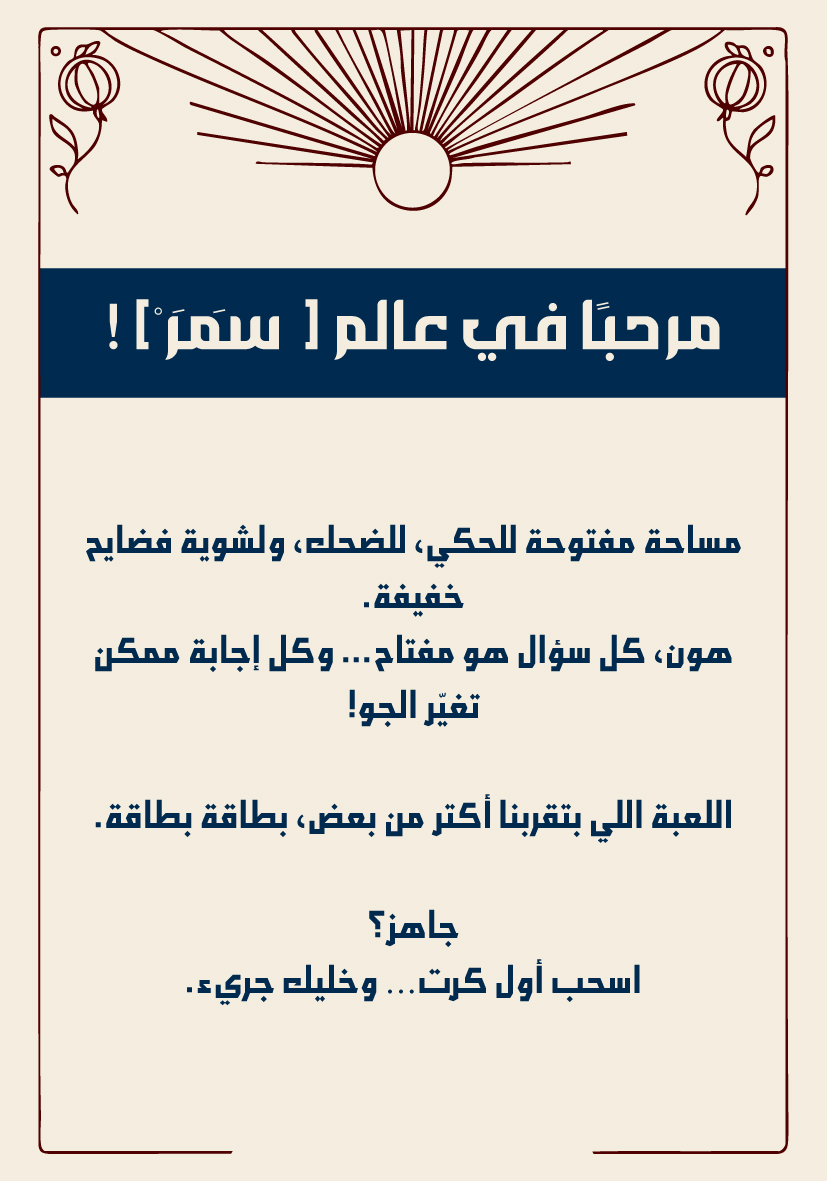 مرحبًا في عالم [ سَمَرَْ ] !
مساحة مفتوحة للحكي، للضحك، ولشوية فضايح
خفيفة.
هون، كل سؤال هو مفتاح... وكل إجابة ممكن
تغيّر الجو!
اللعبة اللي بتقربنا أكتر من بعض، بطاقة بطاقة.
جاهز؟
اسحب أول كرت... وخليك جريء.